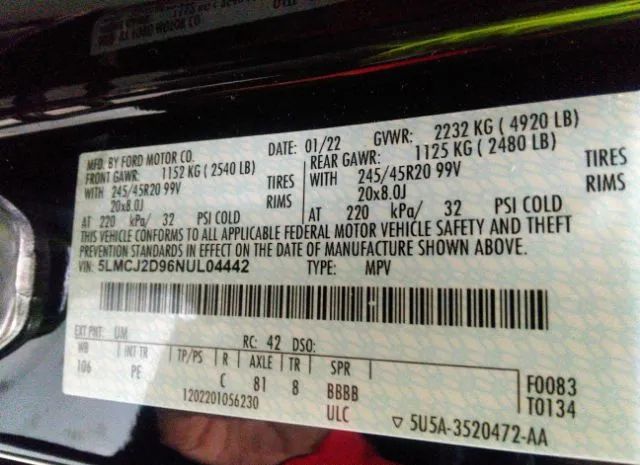 MFD. BY FORD MOTOR CO.
DATE: 01/22 GVWR: 2232 KG ( 4920 LB)
FRONT GAWR: 1152 KG ( 2540 LB)
REAR GAWR: 1125 KG ( 2480 LB)
WITH 245/45R20 99V TIRES
WITH 245/45R20 99V TIRES
20x8.0J RIMS
20x8.0J RIMS
AT 220 kPa/ 32 PSI COLD
AT 220 kPa/ 32 PSI COLD
THIS VEHICLE CONFORMS TO ALL APPLICABLE FEDERAL MOTOR VEHICLE SAFETY AND THEFT
PREVENTION STANDARDS IN EFFECT ON THE DATE OF MANUFACTURE SHOWN ABOVE.
VIN: 5LMCJ2D96NUL04442 TYPE: MPV
EXT PNT: UM RC: 42 DSO:
WB INT TR TP/PS R AXLE TR SPR
106 PE C 81 8 BBBB
F0083
T0134
1202201056230 ULC
▽ 5U5A-3520472-AA